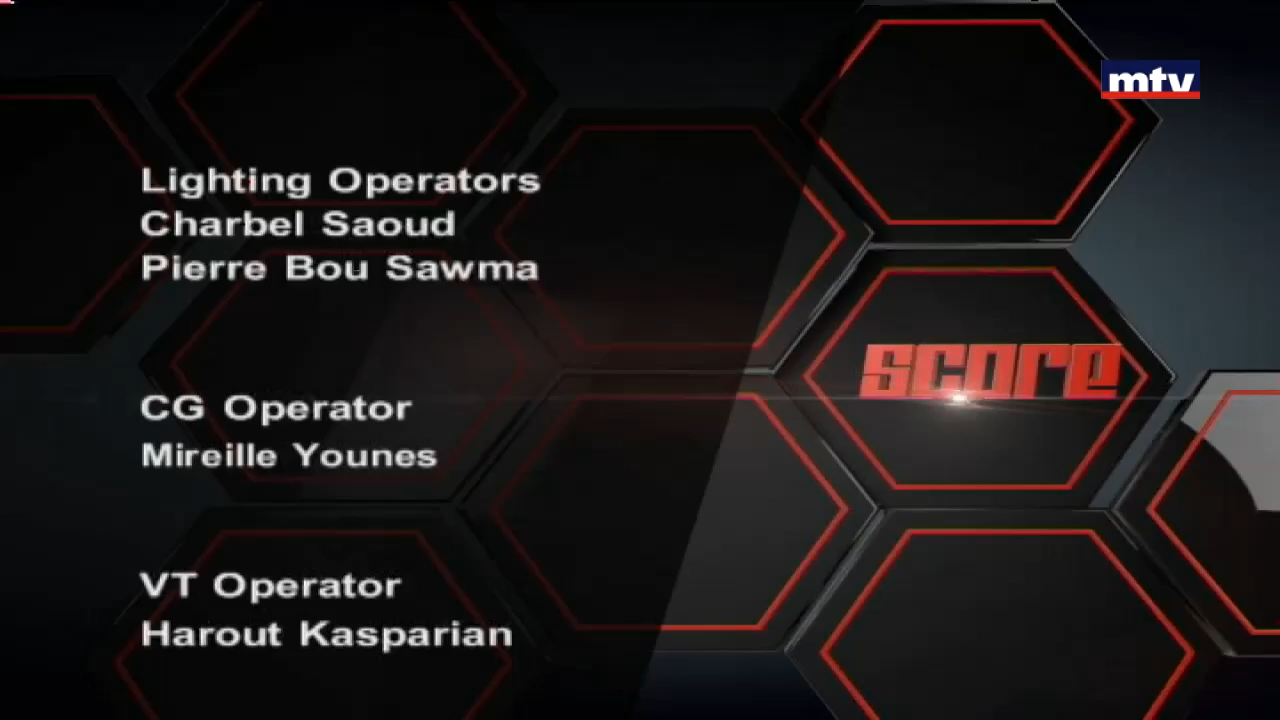 mtv
Lighting Operators
Charbel Saoud
Pierre Bou Sawma
score
CG Operator
Mireille Younes
VT Operator
Harout Kasparian